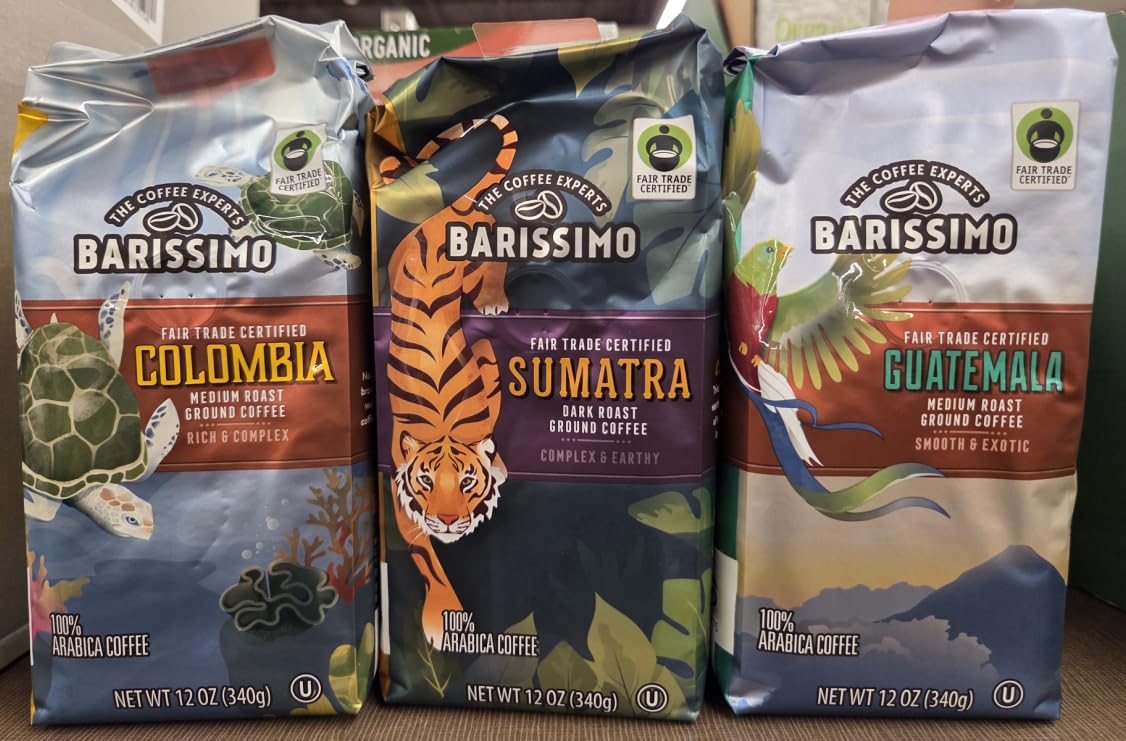 ORGANIC
FAIR TRADE
CERTIFIED
THE COFFEE EXPERTS
BARISSIMO
FAIR TRADE CERTIFIED
COLOMBIA
MEDIUM ROAST
GROUND COFFEE
RICH & COMPLEX
100%
ARABICA COFFEE
NET WT 12 OZ (340g)
U
FAIR TRADE
CERTIFIED
THE COFFEE EXPERTS
BARISSIMO
FAIR TRADE CERTIFIED
SUMATRA
DARK ROAST
GROUND COFFEE
COMPLEX & EARTHY
100%
ARABICA COFFEE
NET WT 12 OZ (340g)
U
FAIR TRADE
CERTIFIED
THE COFFEE EXPERTS
BARISSIMO
FAIR TRADE CERTIFIED
GUATEMALA
MEDIUM ROAST
GROUND COFFEE
SMOOTH & EXOTIC
100%
ARABICA COFFEE
NET WT 12 OZ (340g)
U